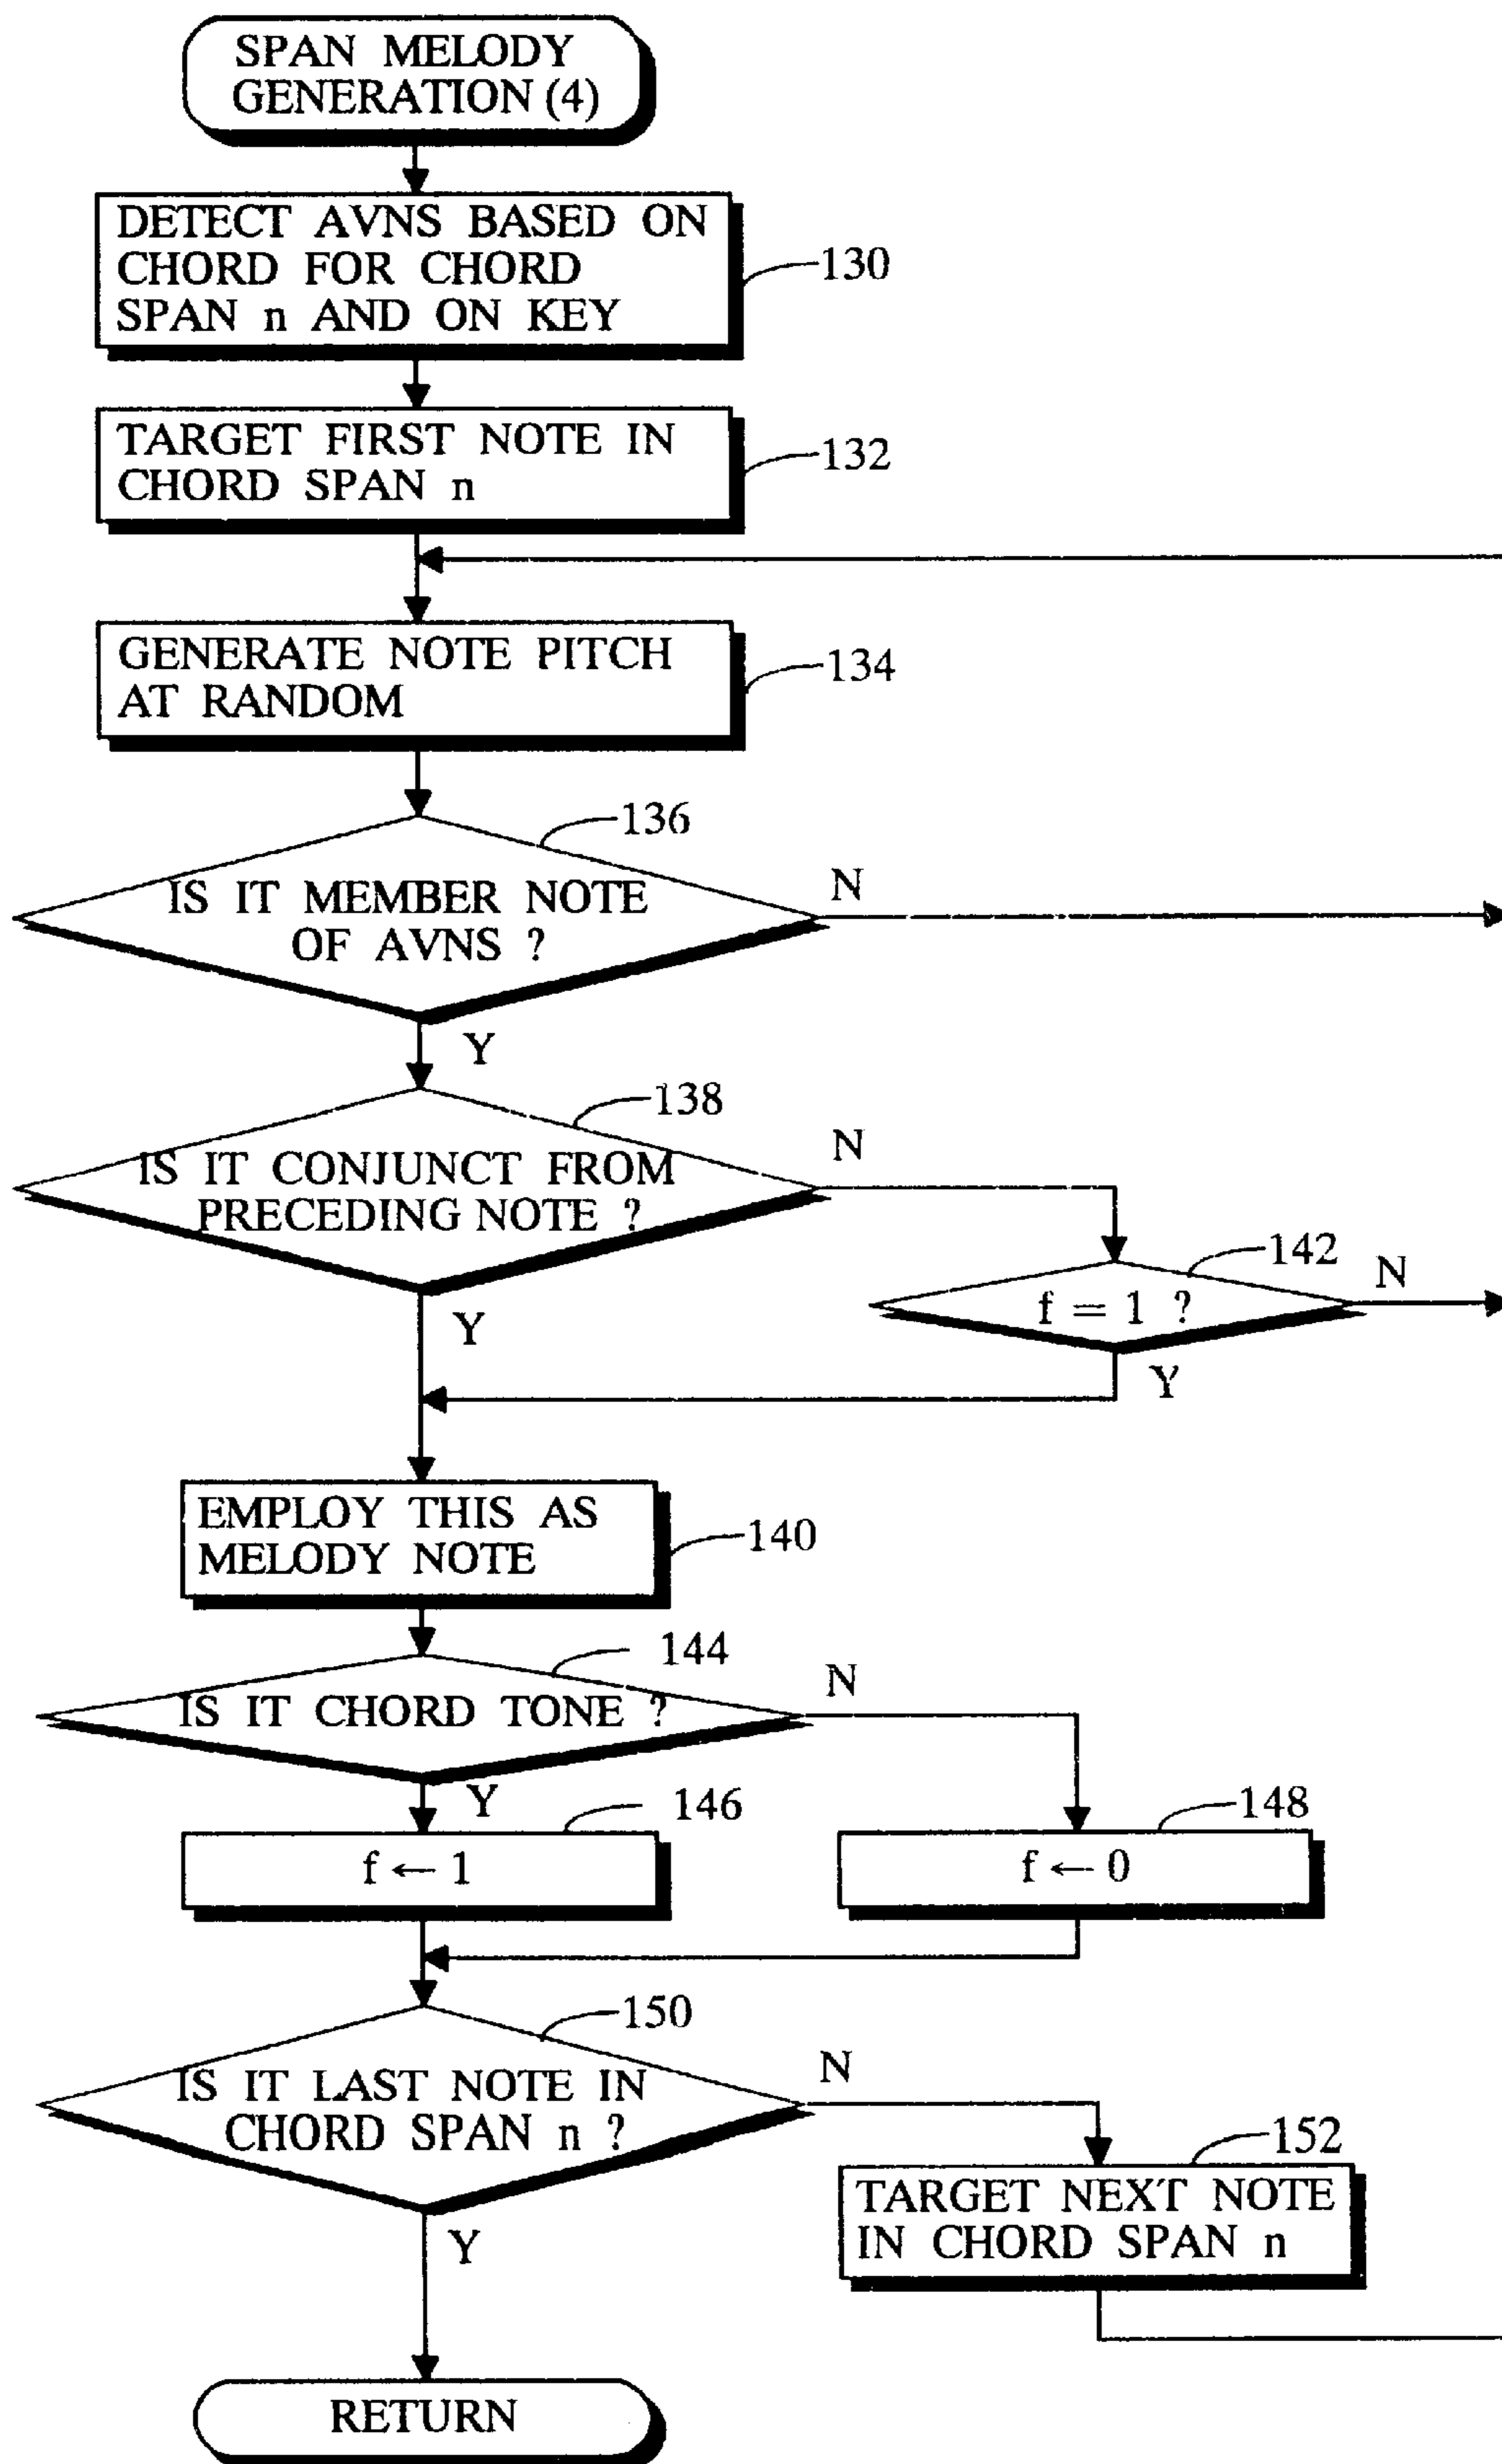 SPAN MELODY
GENERATION (4)
DETECT AVNS BASED ON
CHORD FOR CHORD
SPAN n AND ON KEY
130
TARGET FIRST NOTE IN
CHORD SPAN n
132
GENERATE NOTE PITCH
AT RANDOM
134
136
IS IT MEMBER NOTE
OF AVNS ?
N
Y
138
IS IT CONJUNCT FROM
PRECEDING NOTE ?
N
142
f = 1 ?
N
Y
Y
EMPLOY THIS AS
MELODY NOTE
140
144
IS IT CHORD TONE ?
N
Y
146
f ← 1
148
f ← 0
150
IS IT LAST NOTE IN
CHORD SPAN n ?
N
152
TARGET NEXT NOTE
IN CHORD SPAN n
Y
RETURN